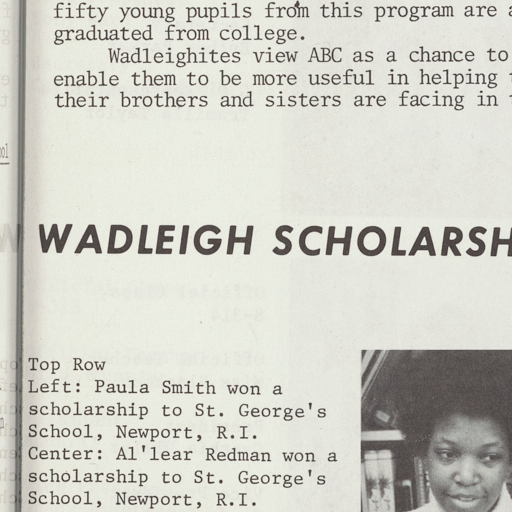 fifty young pupils from this program are
graduated from college.
Wadleighites view ABC as a chance to
enable them to be more useful in helping
their brothers and sisters are facing in
WADLEIGH SCHOLARSH
Top Row
Left: Paula Smith won a
scholarship to St. George's
School, Newport, R.I.
Center: Al'lear Redman won a
scholarship to St. George's
School, Newport, R.I.